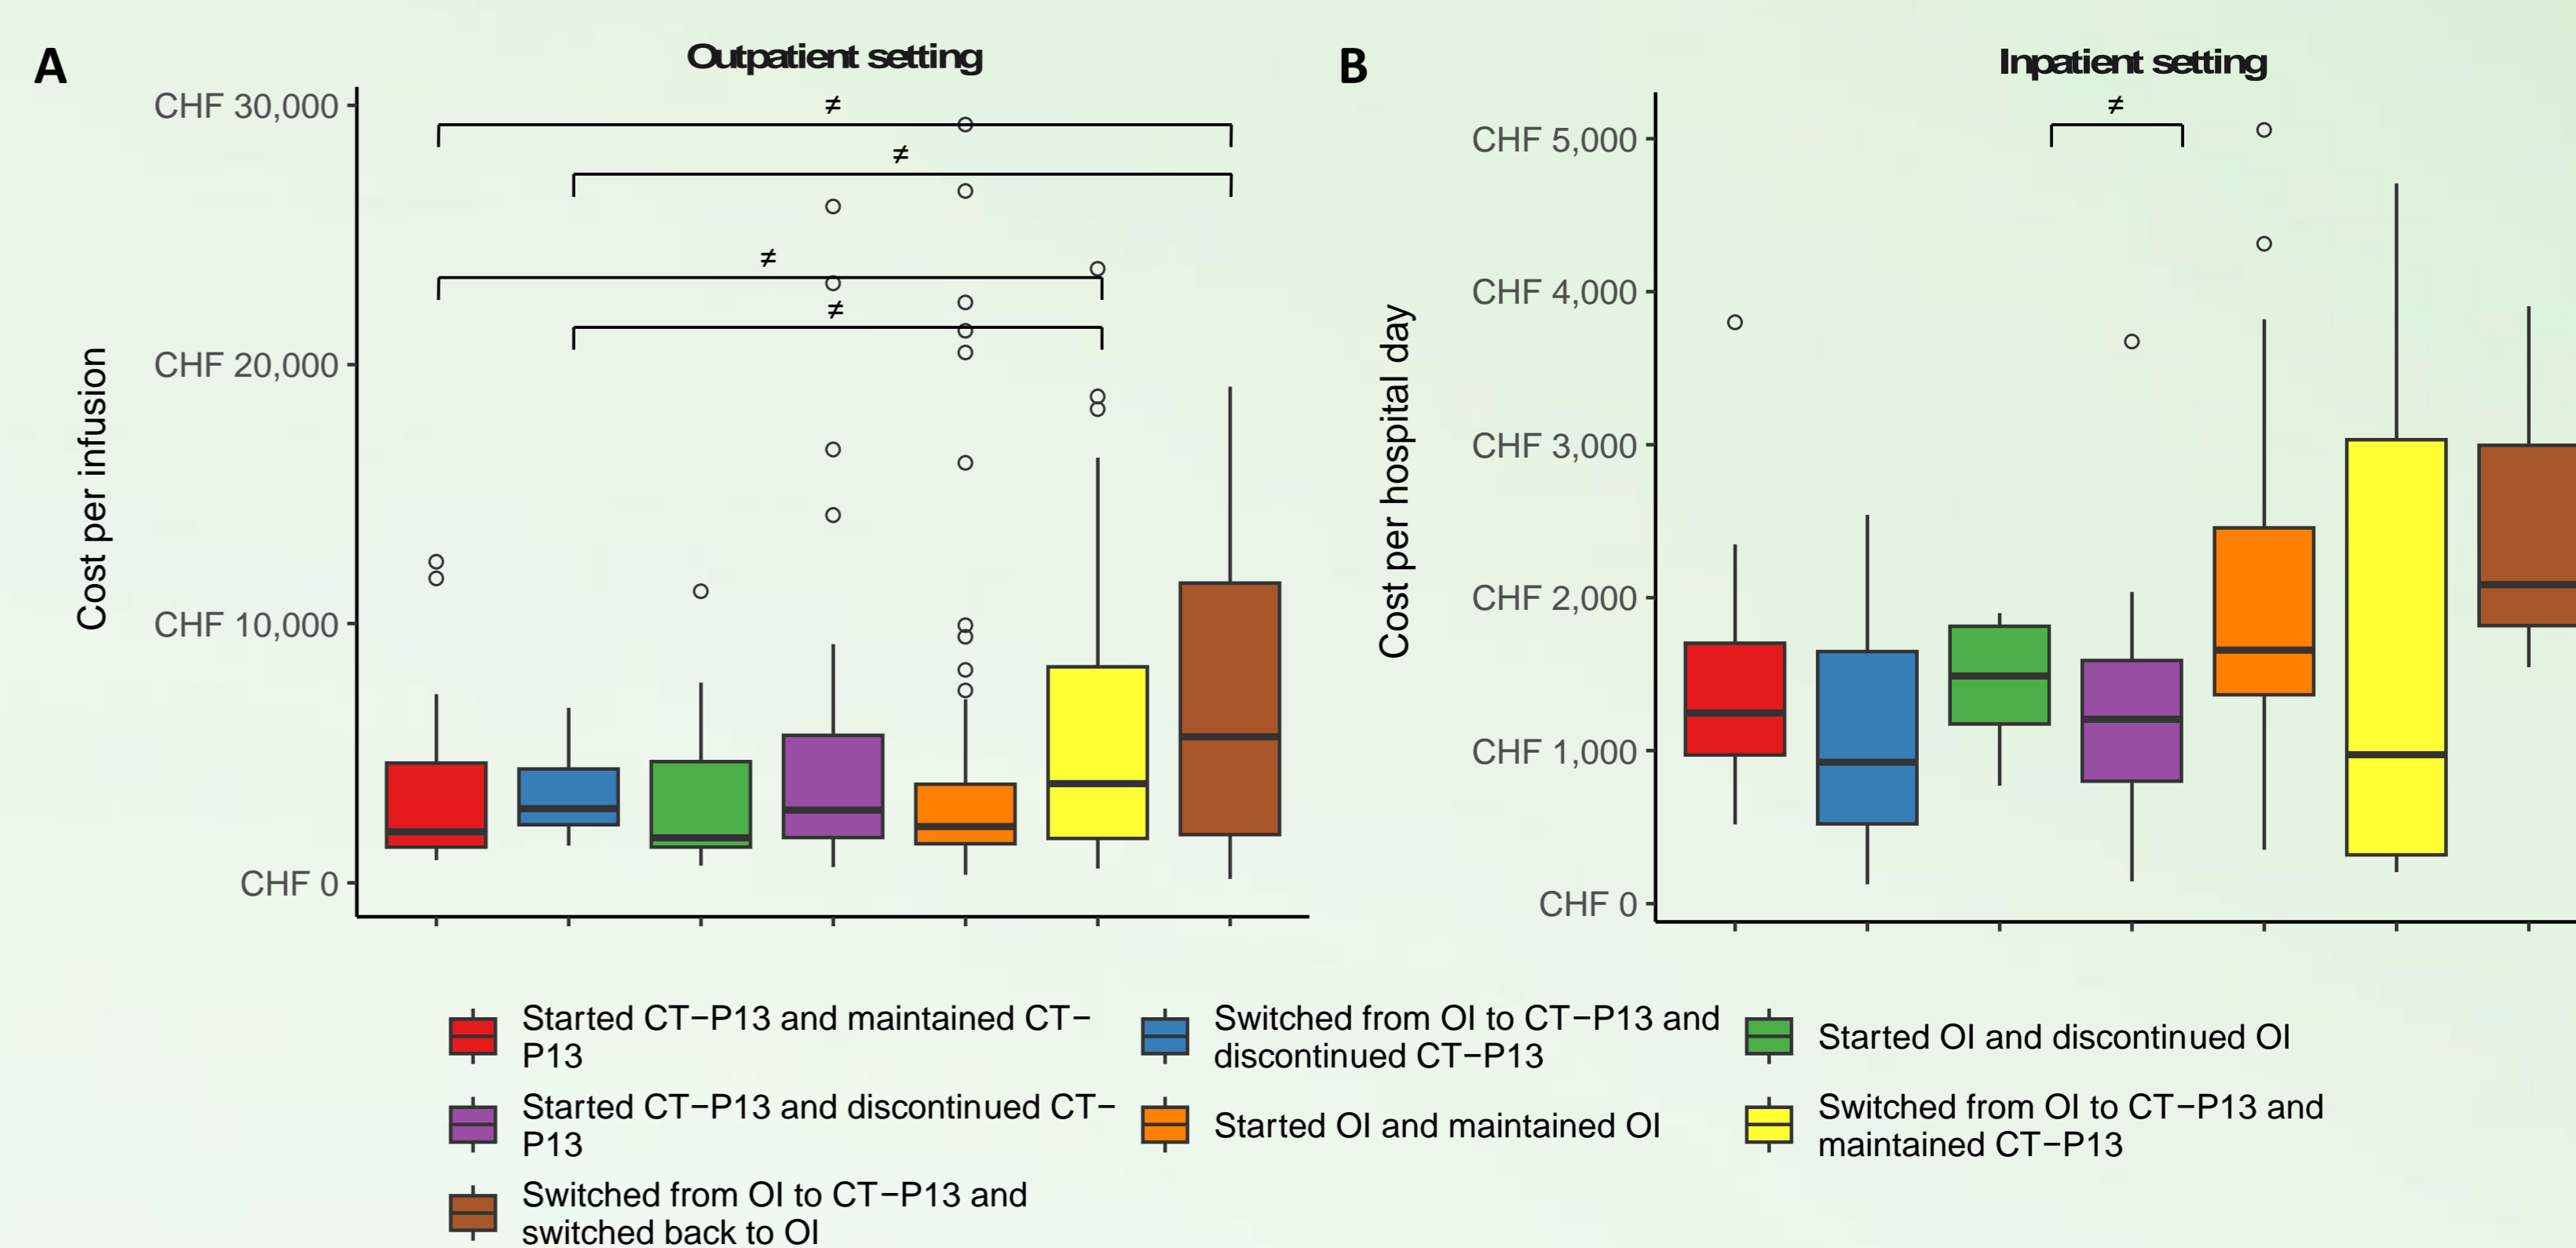 A
Outpatient setting
CHF 30,000
CHF 20,000
CHF 10,000
CHF 0
Cost per infusion
≠
≠
≠
≠
B
Inpatient setting
CHF 5,000
CHF 4,000
CHF 3,000
CHF 2,000
CHF 1,000
CHF 0
Cost per hospital day
≠
Started CT−P13 and maintained CT−
P13
Switched from OI to CT−P13 and
discontinued CT−P13
Started OI and discontinued OI
Started CT−P13 and discontinued CT−
P13
Started OI and maintained OI
Switched from OI to CT−P13 and
maintained CT−P13
Switched from OI to CT−P13 and
switched back to OI